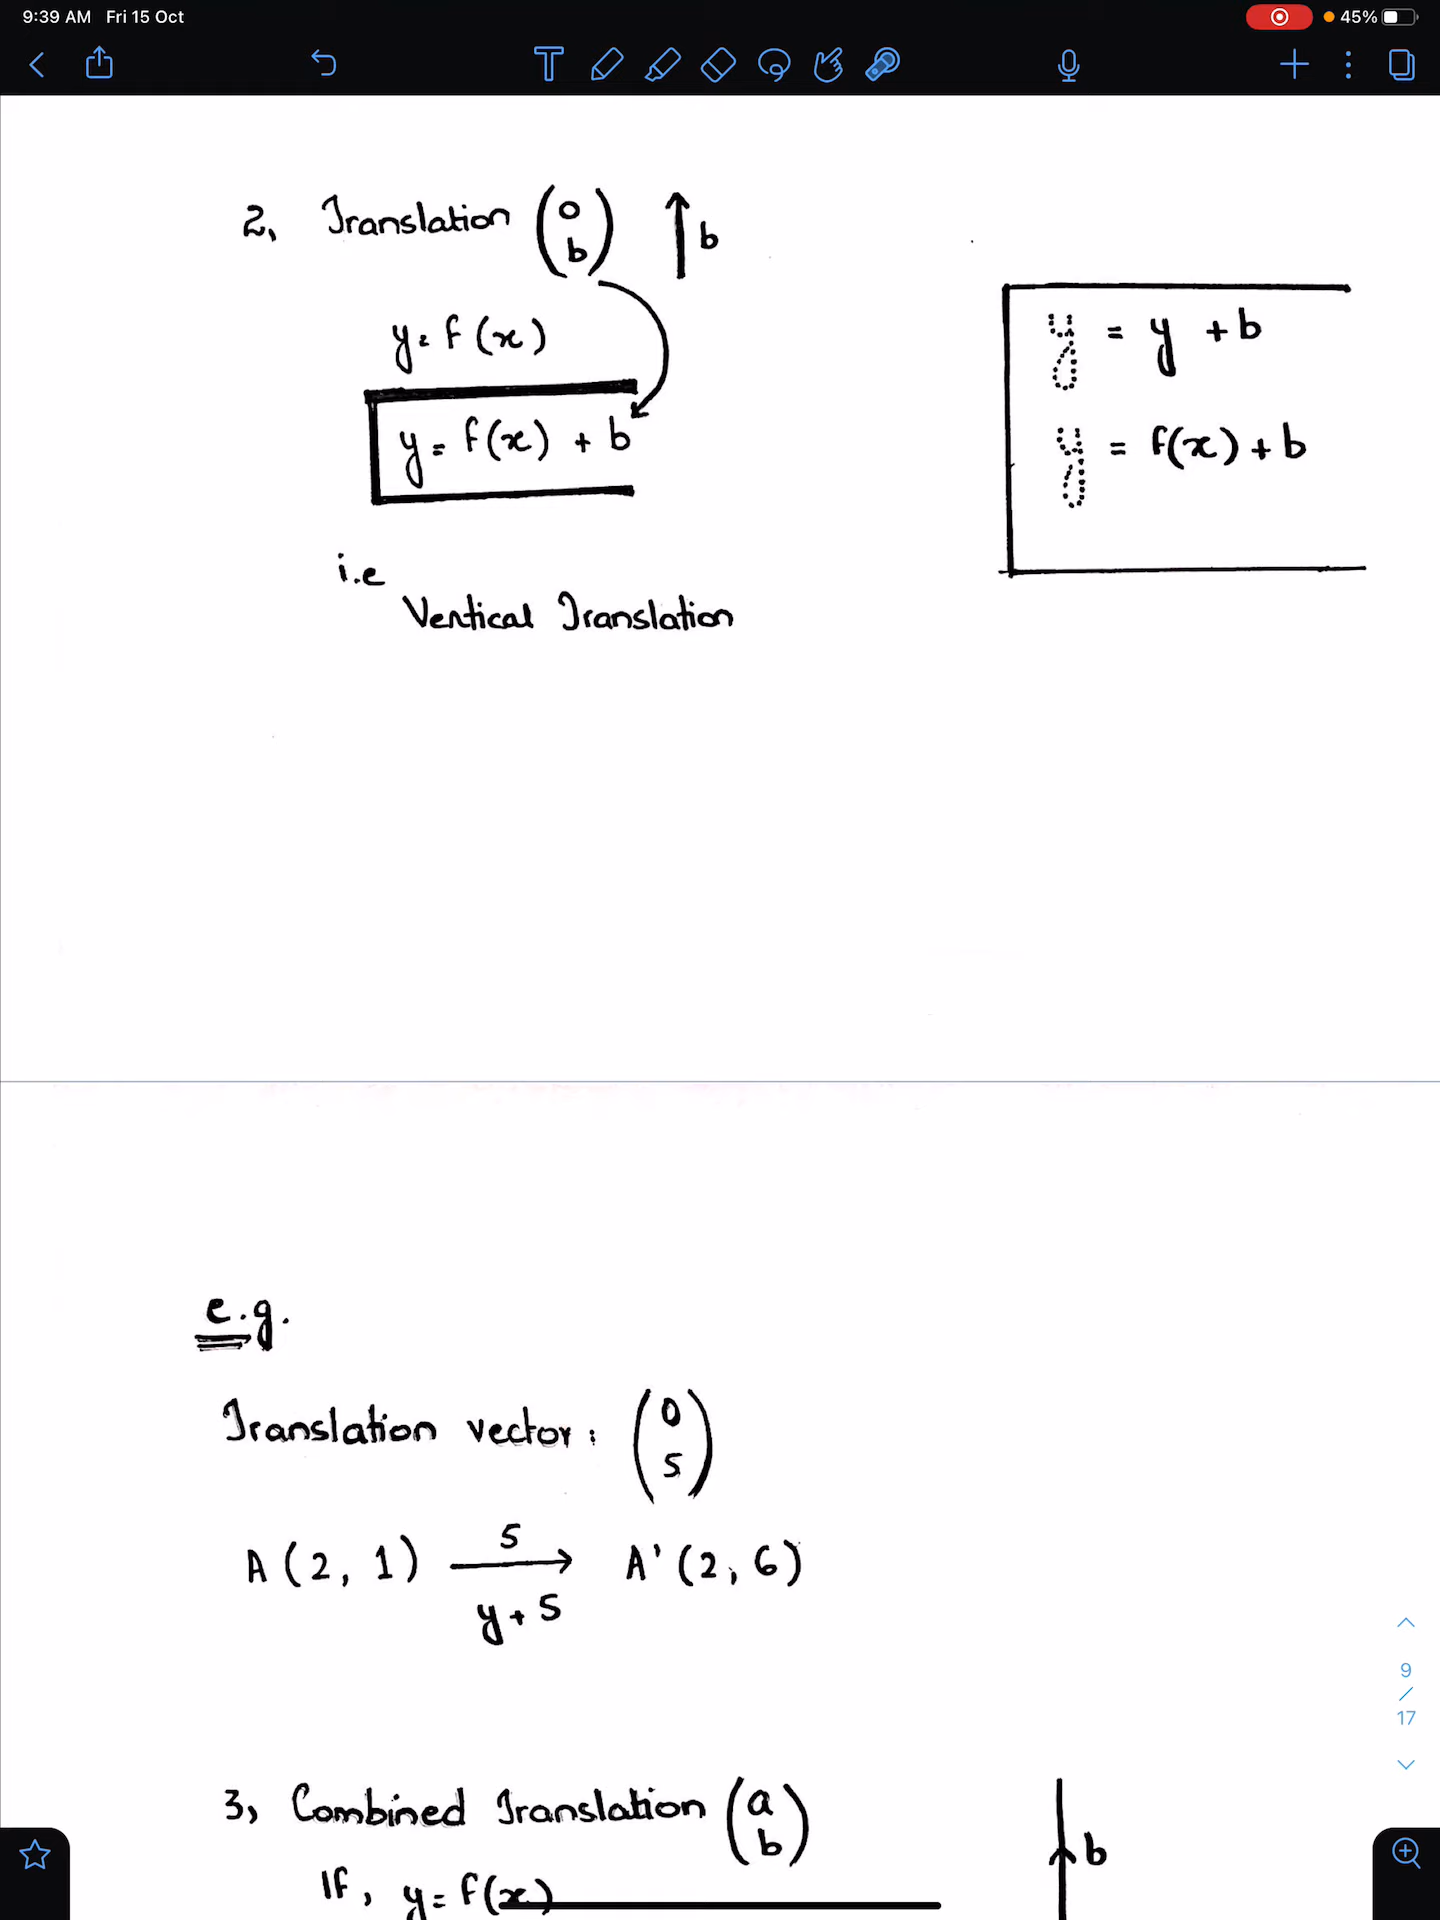 9:39 AM Fri 15 Oct
45%
2, Translation (0 b) ↑ b
y = f(x)
y = f(x) + b
i.e
Vertical Translation
y = y + b
y = f(x) + b
e.g.
Translation vector : (0 5)
A(2, 1) 5 → A'(2, 6)
y + 5
9
/
17
3, Combined Translation (a b)
b
If, y = f(x)